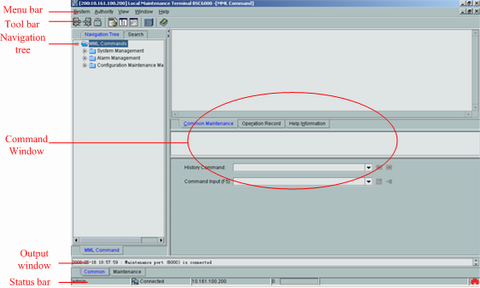 [200:10.161.100.200] Local Maintenance Terminal BSC6000 -[MML Command]
Menu bar
System Authority View Window Help
Tool bar
Navigation tree
Navigation Tree Search
MML Commands
System Management
Alarm Management
Configuration Maintenance Ma
Common Maintenance Operation Record Help Information
Command Window
History Command
Command Input (F5)
MML Command
Output window
10:57:59 : Maintenance port (6000) is connected
Common Maintenance
Status bar
admin Connected 10.161.100.200 0